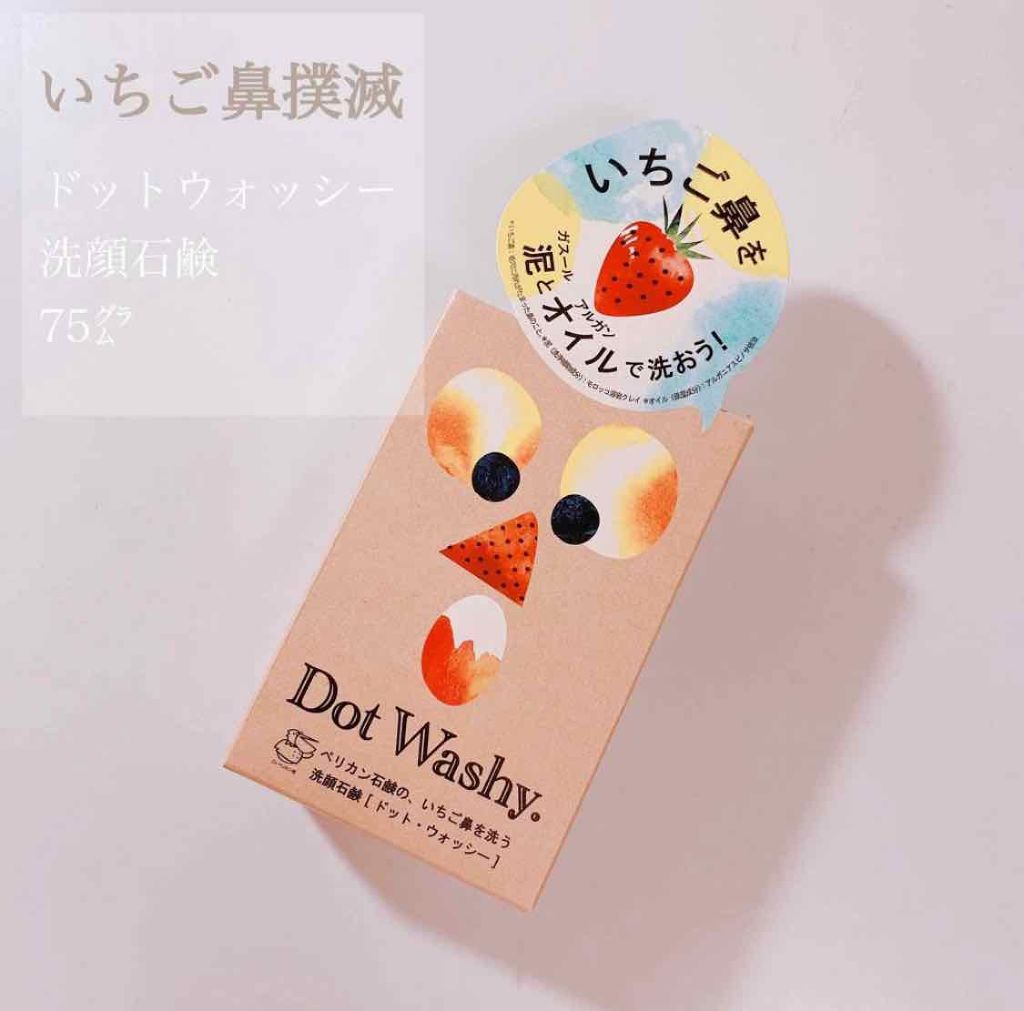 いちご鼻撲滅
ドットウォッシー
洗顔石鹸
75㌘
いちご鼻を
ガスール
泥と
アルガン
オイルで洗おう!
Dot Washy.
ペリカン石鹸の、いちご鼻を洗う
洗顔石鹸 [ ドット・ウォッシー ]